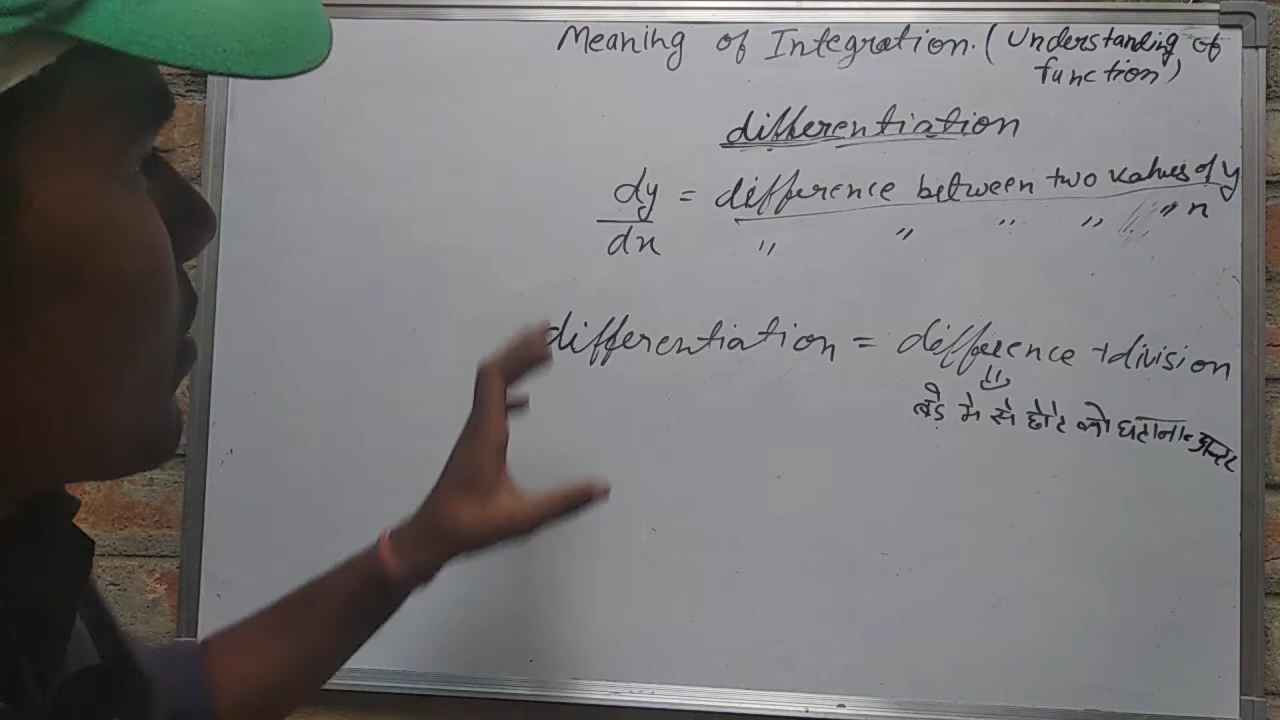 Meaning of Integration. (Understanding of
function)
differentiation
dy = difference between two values of y
dx " " " " " x
differentiation = difference + division
बड़े मे से छोटे को घटाना = अन्तर